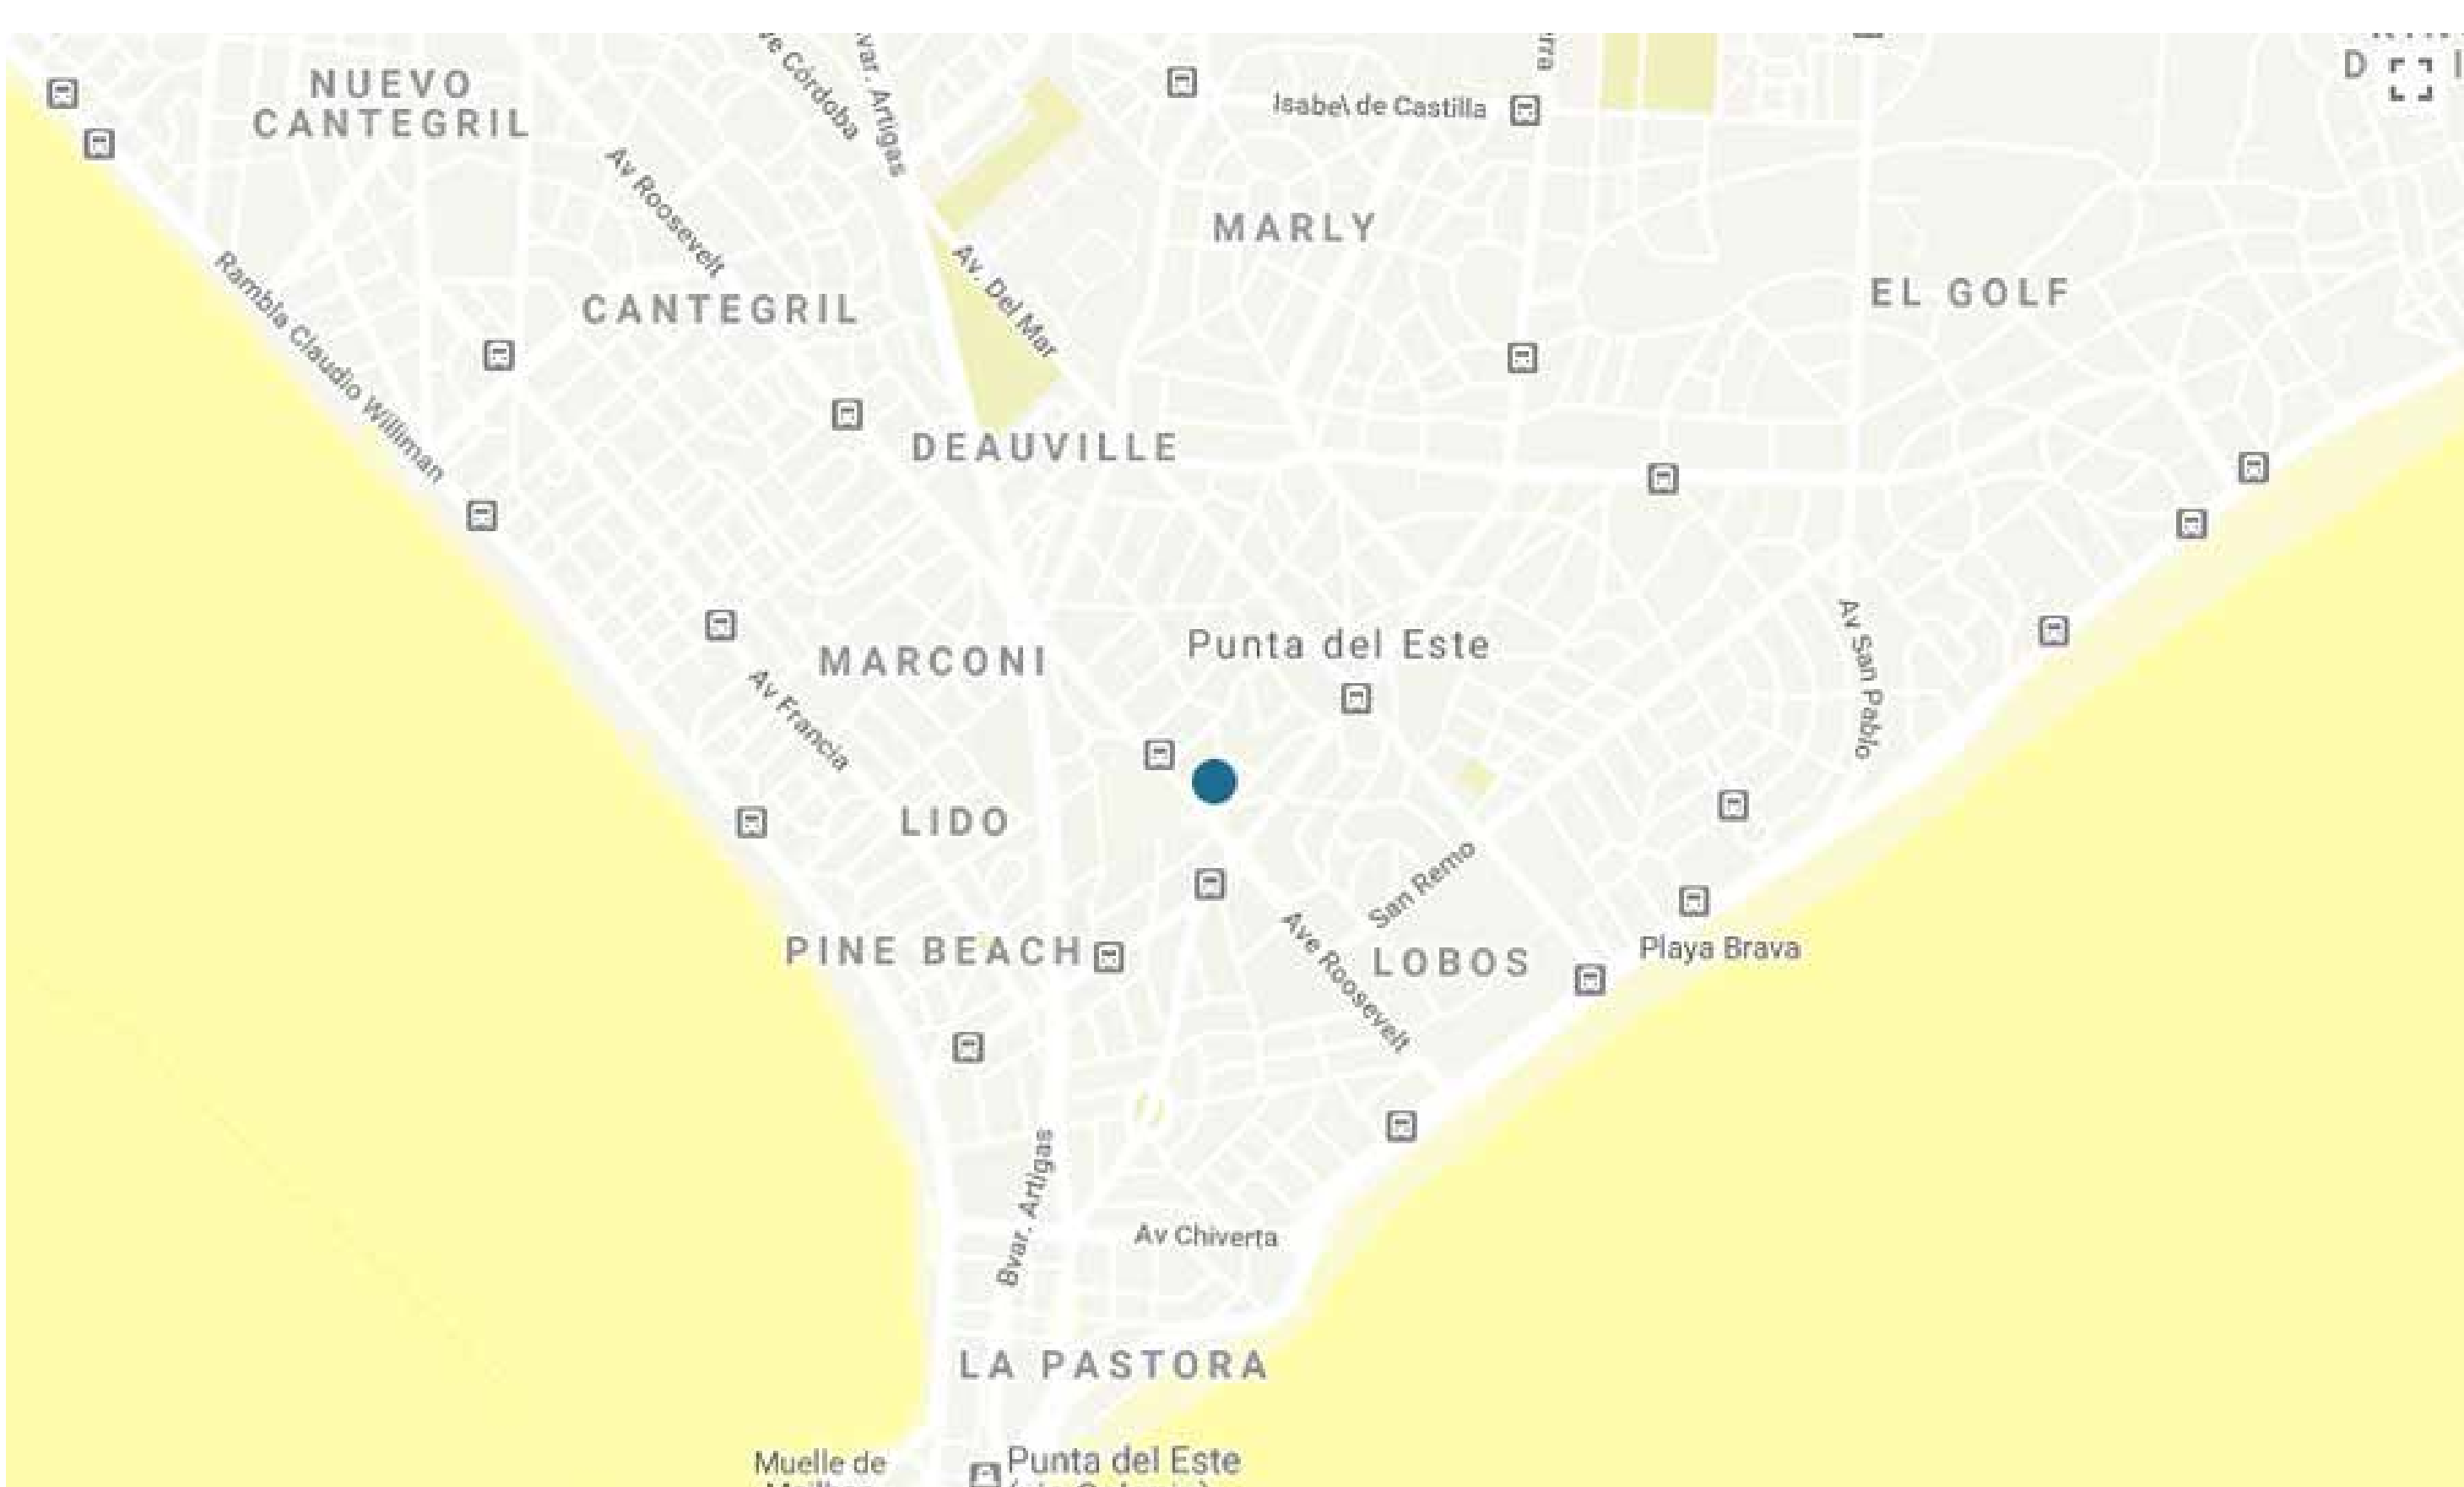 NUEVO
CANTEGRIL
Bvar. Artigas
Isabel de Castilla
D
Av Roosevelt
MARLY
Av. Del Mar
Rambla Claudio Williman
CANTEGRIL
EL GOLF
DEAUVILLE
MARCONI
Punta del Este
Av San Pablo
Av Francia
LIDO
San Remo
PINE BEACH
Ave Roosevelt
LOBOS
Playa Brava
Bvar. Artigas
Av Chiverta
LA PASTORA
Muelle de
Punta del Este